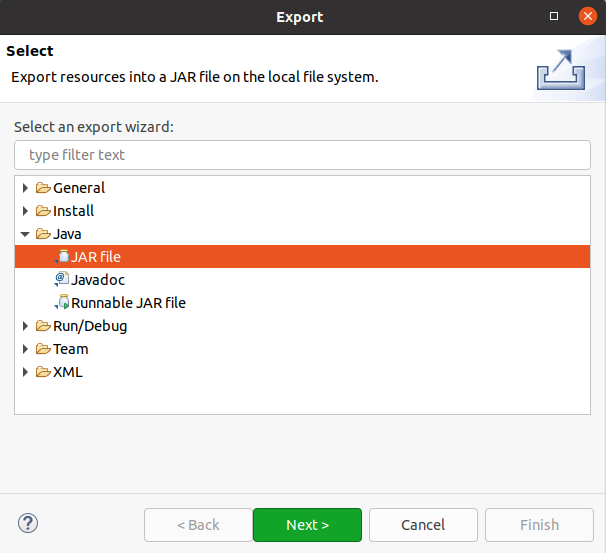 Export
Select
Export resources into a JAR file on the local file system.
Select an export wizard:
type filter text
General
Install
Java
JAR file
Javadoc
Runnable JAR file
Run/Debug
Team
XML
< Back
Next >
Cancel
Finish